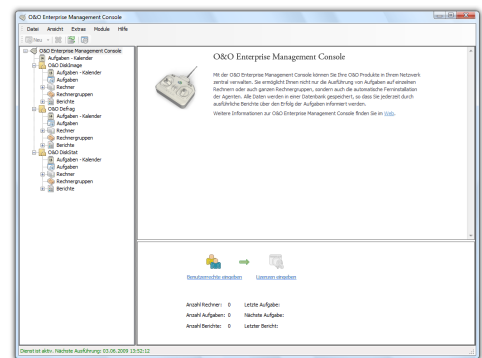 O&O Enterprise Management Console
Datei Ansicht Extras Module Hilfe
Neu
O&O Enterprise Management Console
Aufgaben - Kalender
O&O DiskImage
Aufgaben - Kalender
Aufgaben
Rechner
Rechnergruppen
Berichte
O&O Defrag
Aufgaben - Kalender
Aufgaben
Rechner
Rechnergruppen
Berichte
O&O DiskStat
Aufgaben - Kalender
Aufgaben
Rechner
Rechnergruppen
Berichte
O&O Enterprise Management Console
Mit der O&O Enterprise Management Console können Sie Ihre O&O Produkte in Ihrem Netzwerk
zentral verwalten. Sie ermöglicht Ihnen nicht nur die Ausführung von Aufgaben auf einzelnen
Rechnern oder auch ganzen Rechnergruppen, sondern auch die automatische Ferninstallation
der Agenten. Alle Daten werden in einer Datenbank gespeichert, so dass Sie jederzeit durch
ausführliche Berichte über den Erfolg der Aufgaben informiert werden.
Weitere Informationen zur O&O Enterprise Management Console finden Sie im Web.
Benutzerrechte eingeben Lizenzen eingeben
Anzahl Rechner: 0 Letzte Aufgabe:
Anzahl Aufgaben: 0 Nächste Aufgabe:
Anzahl Berichte: 0 Letzter Bericht:
Dienst ist aktiv. Nächste Ausführung: 03.06.2009 13:52:12